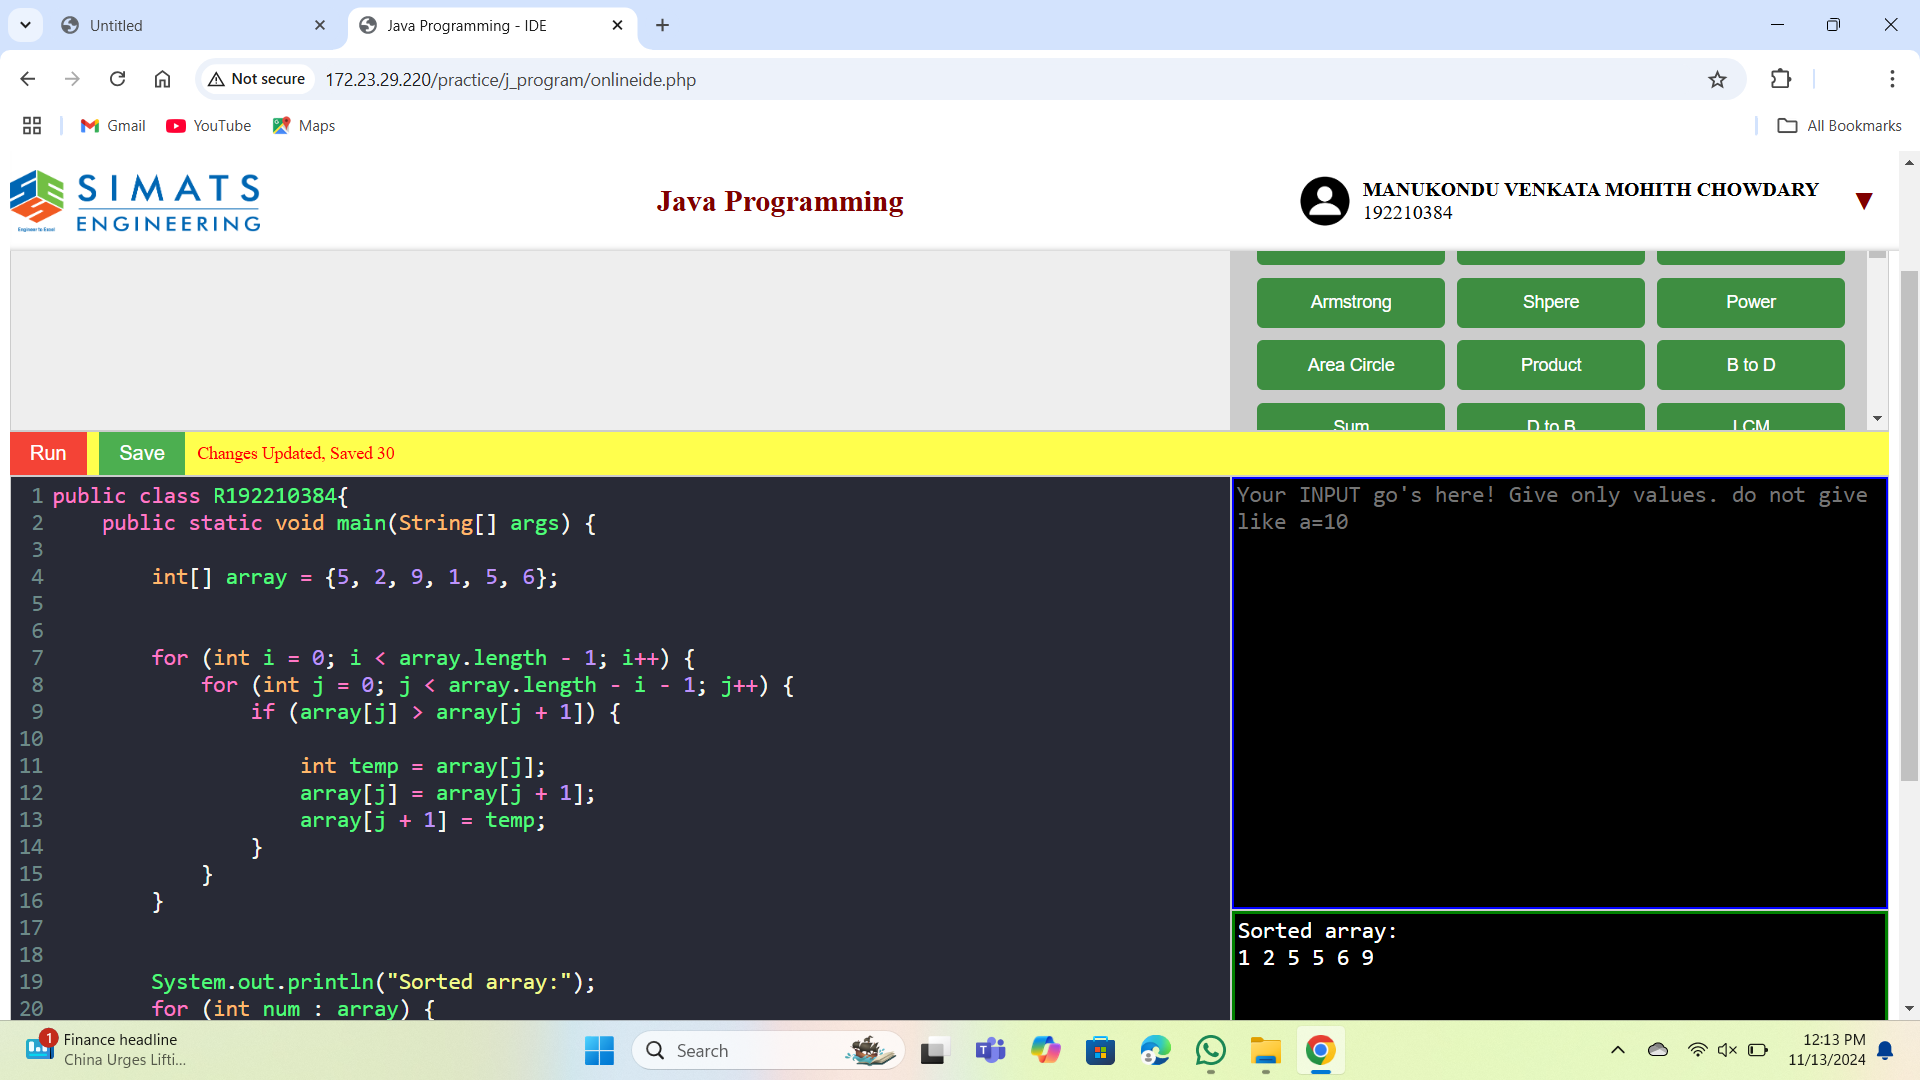 Untitled
Java Programming - IDE
Not secure
172.23.29.220/practice/j_program/onlineide.php
Gmail
YouTube
Maps
All Bookmarks
SIMATS
ENGINEERING
Engineer to Excel
Java Programming
MANUKONDU VENKATA MOHITH CHOWDARY
192210384
Armstrong
Shpere
Power
Area Circle
Product
B to D
Sum
D to B
LCM
Run
Save
Changes Updated, Saved 30
1 public class R192210384{
2 public static void main(String[] args) {
3
4 int[] array = {5, 2, 9, 1, 5, 6};
5
6
7 for (int i = 0; i < array.length - 1; i++) {
8 for (int j = 0; j < array.length - i - 1; j++) {
9 if (array[j] > array[j + 1]) {
10
11 int temp = array[j];
12 array[j] = array[j + 1];
13 array[j + 1] = temp;
14 }
15 }
16 }
17
18
19 System.out.println("Sorted array:");
20 for (int num : array) {
Your INPUT go's here! Give only values. do not give
like a=10
Sorted array:
1 2 5 5 6 9
1
Finance headline
China Urges Lifti...
Search
12:13 PM
11/13/2024